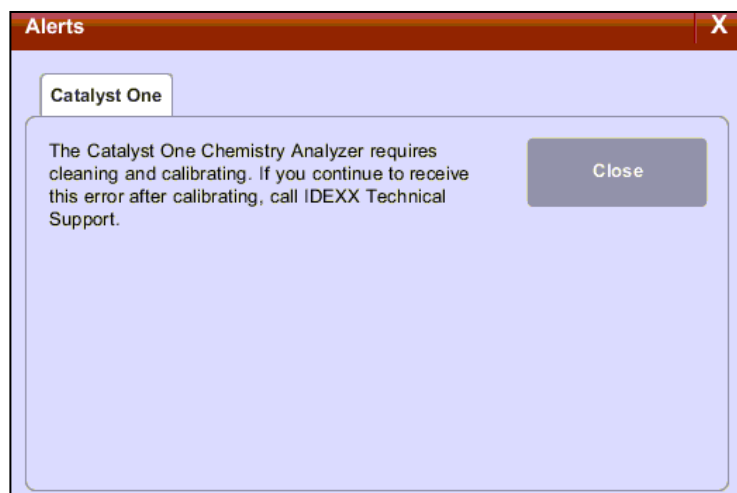 Alerts
X
Catalyst One
The Catalyst One Chemistry Analyzer requires
cleaning and calibrating. If you continue to receive
this error after calibrating, call IDEXX Technical
Support.
Close